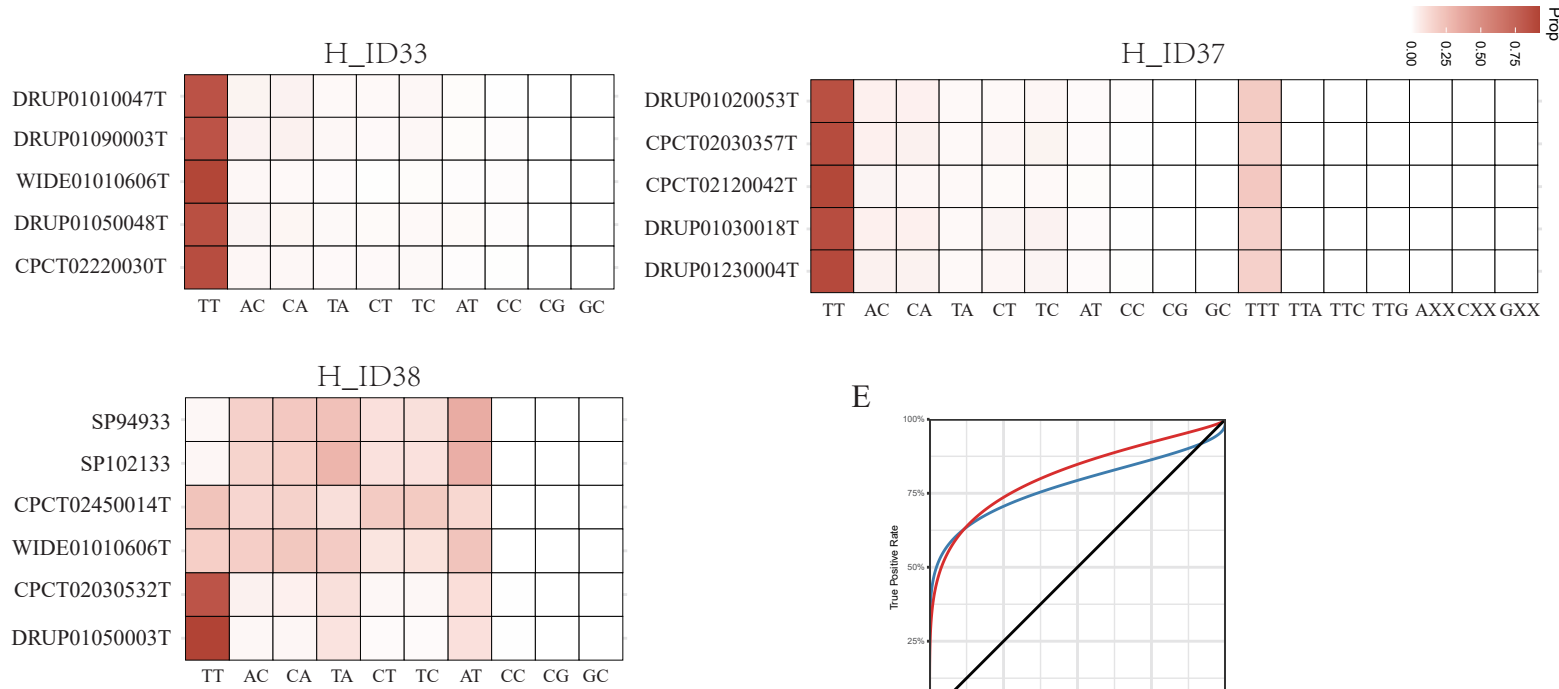 H_ID33
DRUP01010047T
DRUP01090003T
WIDE01010606T
DRUP01050048T
CPCT02220030T
TT AC CA TA CT TC AT CC CG GC
H_ID37
DRUP01020053T
CPCT02030357T
CPCT02120042T
DRUP01030018T
DRUP01230004T
TT AC CA TA CT TC AT CC CG GC TTT TTA TTC TTG AXX CXX GXX
Prop
0.00 0.25 0.50 0.75
H_ID38
SP94933
SP102133
CPCT02450014T
WIDE01010606T
CPCT02030532T
DRUP01050003T
TT AC CA TA CT TC AT CC CG GC
E
100%
75%
50%
25%
True Positive Rate